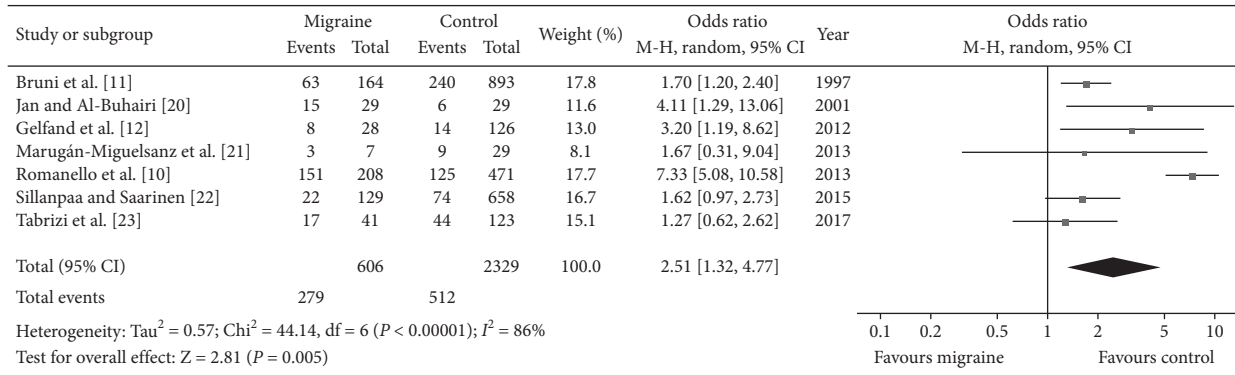 Study or subgroup Migraine Control Weight (%) Odds ratio Year Odds ratio
Events Total Events Total M-H, random, 95% CI M-H, random, 95% CI
Bruni et al. [11] 63 164 240 893 17.8 1.70 [1.20, 2.40] 1997
Jan and Al-Buhairi [20] 15 29 6 29 11.6 4.11 [1.29, 13.06] 2001
Gelfand et al. [12] 8 28 14 126 13.0 3.20 [1.19, 8.62] 2012
Marugán-Miguelsanz et al. [21] 3 7 9 29 8.1 1.67 [0.31, 9.04] 2013
Romanello et al. [10] 151 208 125 471 17.7 7.33 [5.08, 10.58] 2013
Sillanpaa and Saarinen [22] 22 129 74 658 16.7 1.62 [0.97, 2.73] 2015
Tabrizi et al. [23] 17 41 44 123 15.1 1.27 [0.62, 2.62] 2017
Total (95% CI) 606 2329 100.0 2.51 [1.32, 4.77]
Total events 279 512
Heterogeneity: Tau² = 0.57; Chi² = 44.14, df = 6 (P < 0.00001); I² = 86%
Test for overall effect: Z = 2.81 (P = 0.005)
0.1 0.2 0.5 1 2 5 10
Favours migraine Favours control